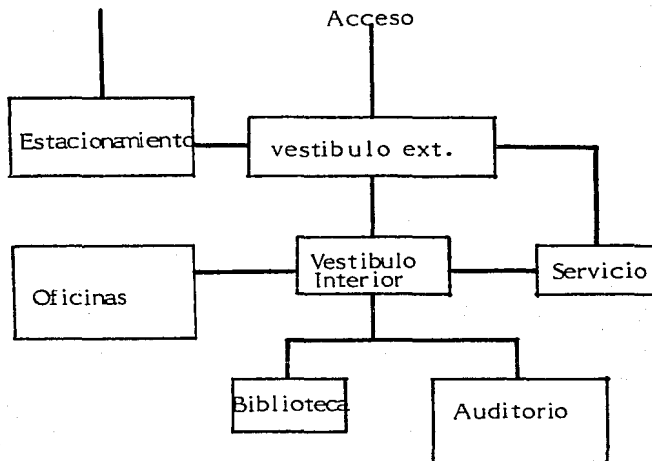 Acceso
Estacionamiento
vestibulo ext.
Vestibulo
Interior
Servicio
Oficinas
Biblioteca
Auditorio